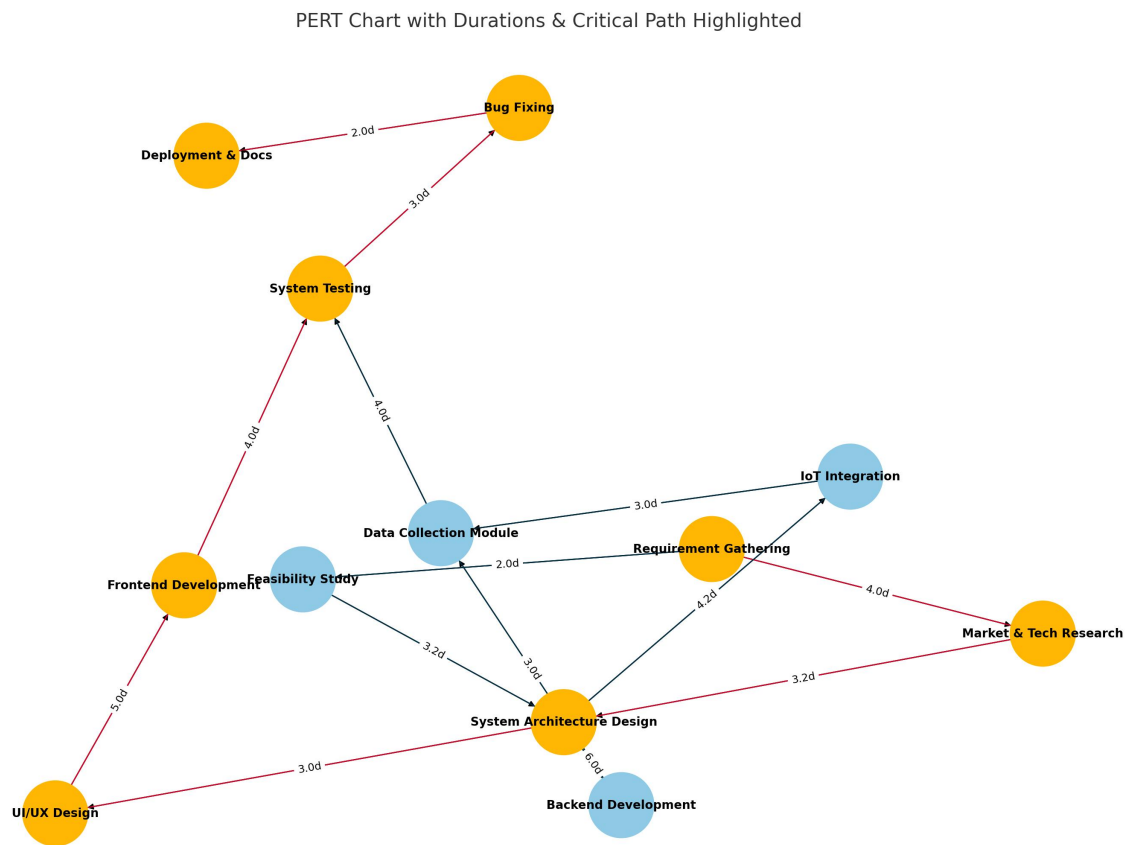 PERT Chart with Durations & Critical Path Highlighted
Bug Fixing
2.0d
Deployment & Docs
3.0d
System Testing
4.0d
4.0d
IoT Integration
3.0d
Data Collection Module
Requirement Gathering
2.0d
Feasibility Study
Frontend Development
4.0d
4.2d
Market & Tech Research
3.2d
3.0d
3.2d
5.0d
System Architecture Design
6.0d
3.0d
Backend Development
UI/UX Design